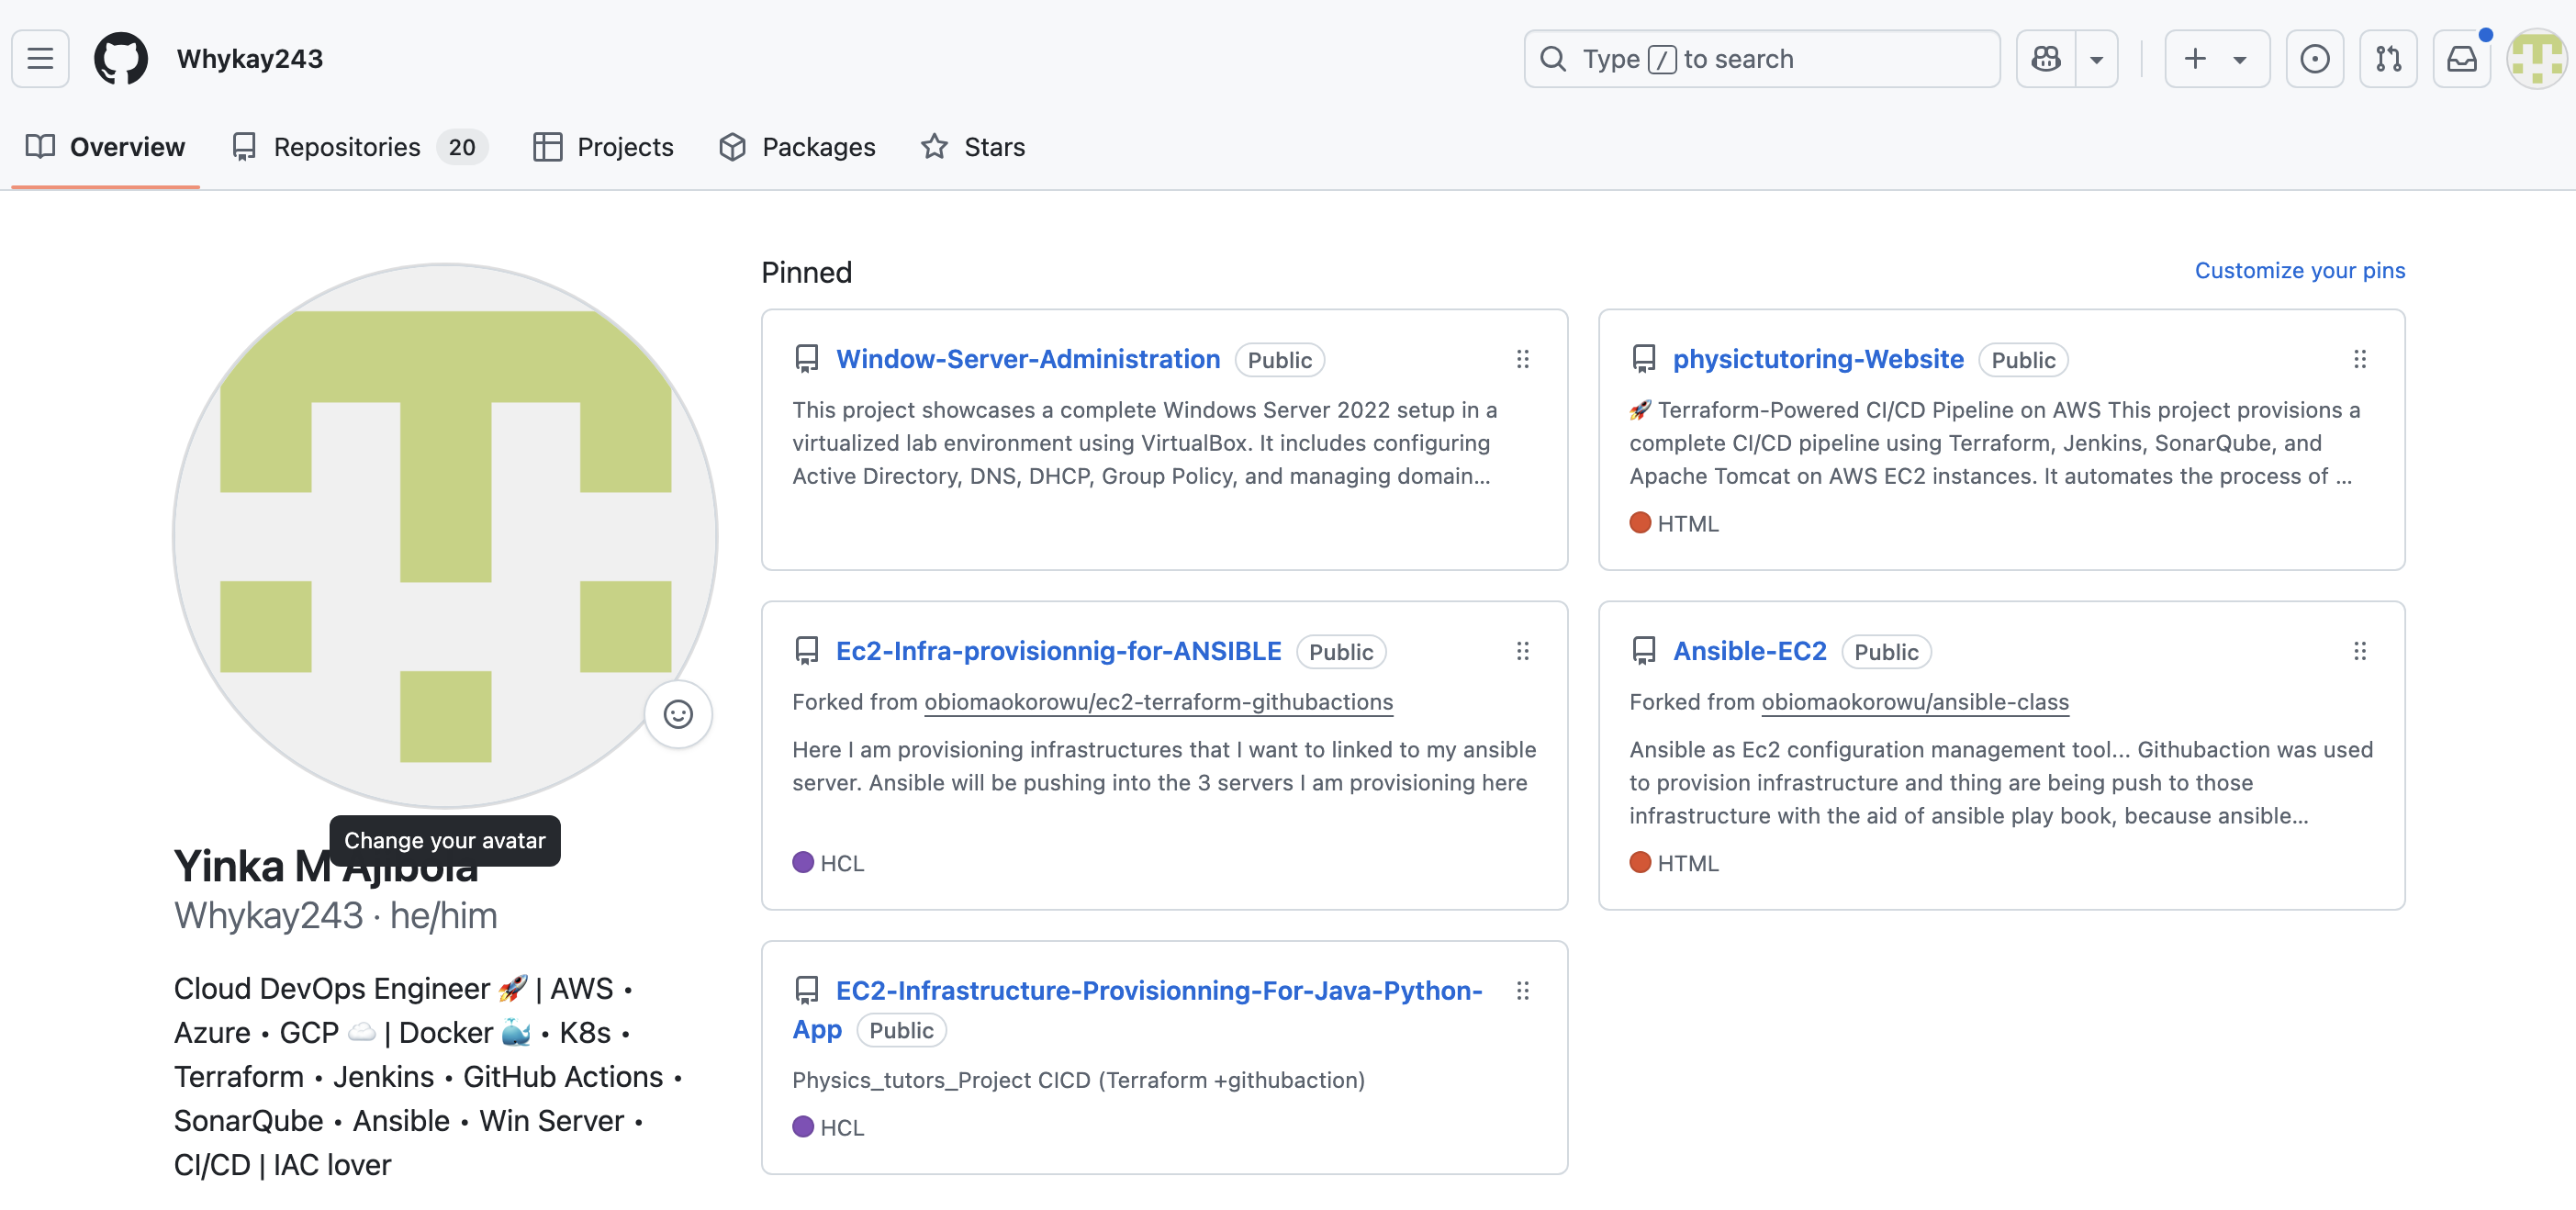 Whykay243
Type / to search
Overview
Repositories 20
Projects
Packages
Stars
Change your avatar
Yinka M Ajibola
Whykay243 · he/him
Cloud DevOps Engineer 🚀 | AWS •
Azure • GCP ☁️ | Docker 🐳 • K8s •
Terraform • Jenkins • GitHub Actions •
SonarQube • Ansible • Win Server •
CI/CD | IAC lover
Pinned
Customize your pins
Window-Server-Administration Public
This project showcases a complete Windows Server 2022 setup in a
virtualized lab environment using VirtualBox. It includes configuring
Active Directory, DNS, DHCP, Group Policy, and managing domain...
physictutoring-Website Public
🚀 Terraform-Powered CI/CD Pipeline on AWS This project provisions a
complete CI/CD pipeline using Terraform, Jenkins, SonarQube, and
Apache Tomcat on AWS EC2 instances. It automates the process of ...
HTML
Ec2-Infra-provisionnig-for-ANSIBLE Public
Forked from obiomaokorowu/ec2-terraform-githubactions
Here I am provisioning infrastructures that I want to linked to my ansible
server. Ansible will be pushing into the 3 servers I am provisioning here
HCL
Ansible-EC2 Public
Forked from obiomaokorowu/ansible-class
Ansible as Ec2 configuration management tool... Githubaction was used
to provision infrastructure and thing are being push to those
infrastructure with the aid of ansible play book, because ansible...
HTML
EC2-Infrastructure-Provisionning-For-Java-Python-
App Public
Physics_tutors_Project CICD (Terraform +githubaction)
HCL